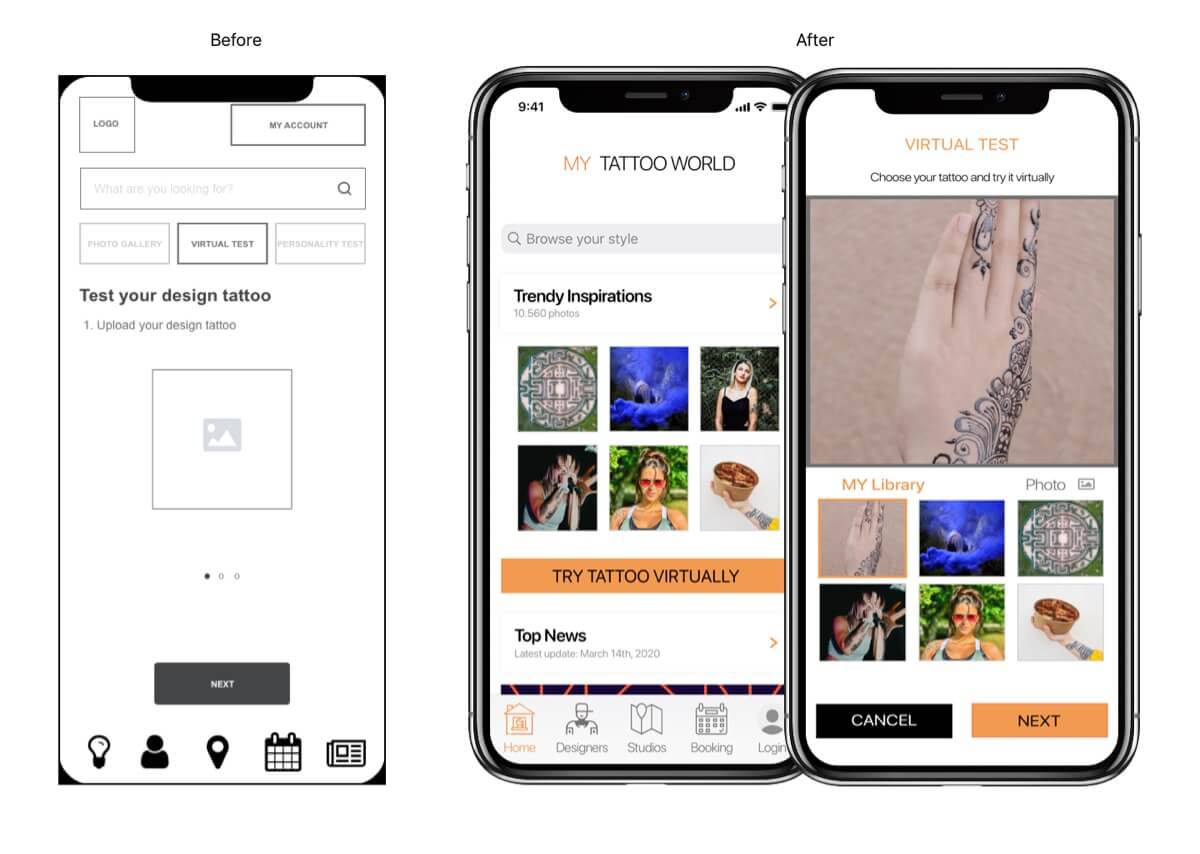 Before
After
LOGO
MY ACCOUNT
What are you looking for?
PHOTO GALLERY
VIRTUAL TEST
PERSONALITY TEST
Test your design tattoo
1. Upload your design tattoo
NEXT
9:41
MY TATTOO WORLD
Browse your style
Trendy Inspirations
10.560 photos
TRY TATTOO VIRTUALLY
Top News
Latest update: March 14th, 2020
Home
Designers
Studios
Booking
Login
VIRTUAL TEST
Choose your tattoo and try it virtually
MY Library
Photo
CANCEL
NEXT